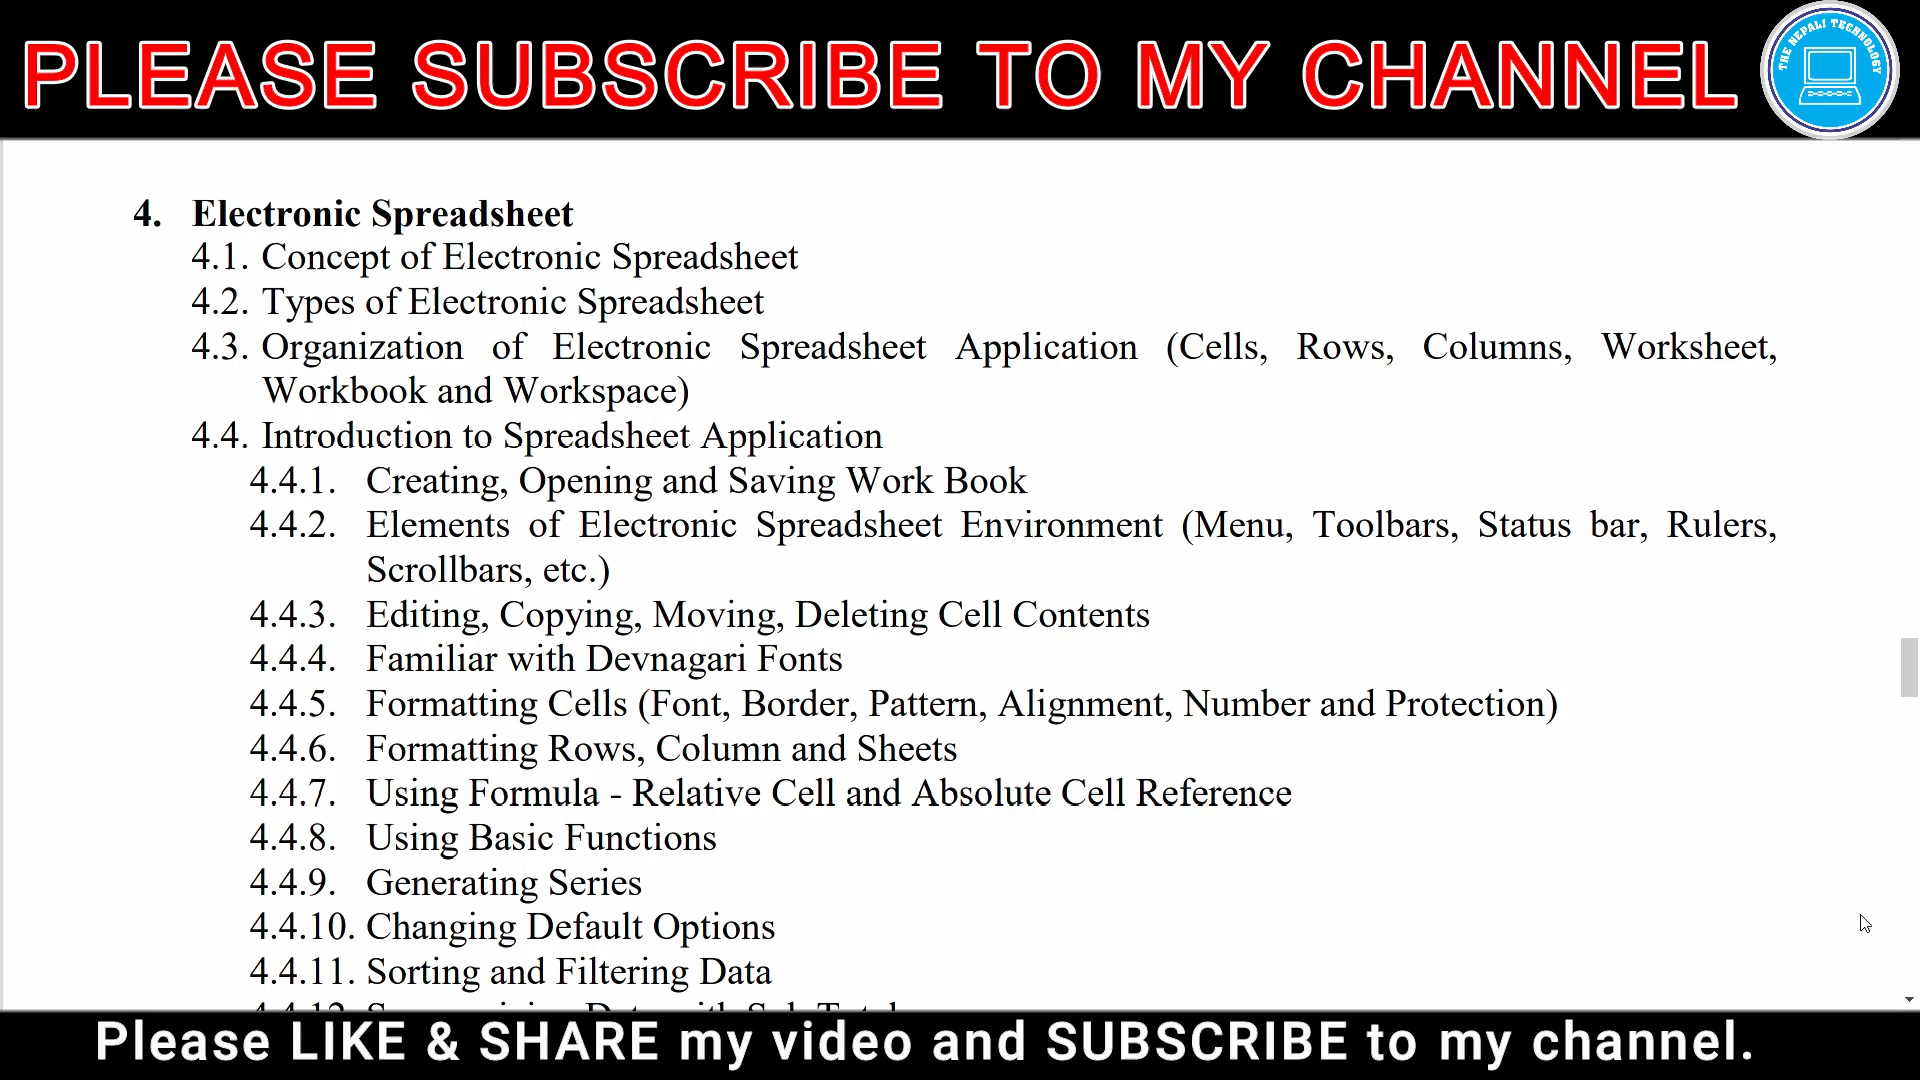 PLEASE SUBSCRIBE TO MY CHANNEL
THE NEPALI TECHNOLOGY
4. Electronic Spreadsheet
4.1. Concept of Electronic Spreadsheet
4.2. Types of Electronic Spreadsheet
4.3. Organization of Electronic Spreadsheet Application (Cells, Rows, Columns, Worksheet,
Workbook and Workspace)
4.4. Introduction to Spreadsheet Application
4.4.1. Creating, Opening and Saving Work Book
4.4.2. Elements of Electronic Spreadsheet Environment (Menu, Toolbars, Status bar, Rulers,
Scrollbars, etc.)
4.4.3. Editing, Copying, Moving, Deleting Cell Contents
4.4.4. Familiar with Devnagari Fonts
4.4.5. Formatting Cells (Font, Border, Pattern, Alignment, Number and Protection)
4.4.6. Formatting Rows, Column and Sheets
4.4.7. Using Formula - Relative Cell and Absolute Cell Reference
4.4.8. Using Basic Functions
4.4.9. Generating Series
4.4.10. Changing Default Options
4.4.11. Sorting and Filtering Data
Please LIKE & SHARE my video and SUBSCRIBE to my channel.